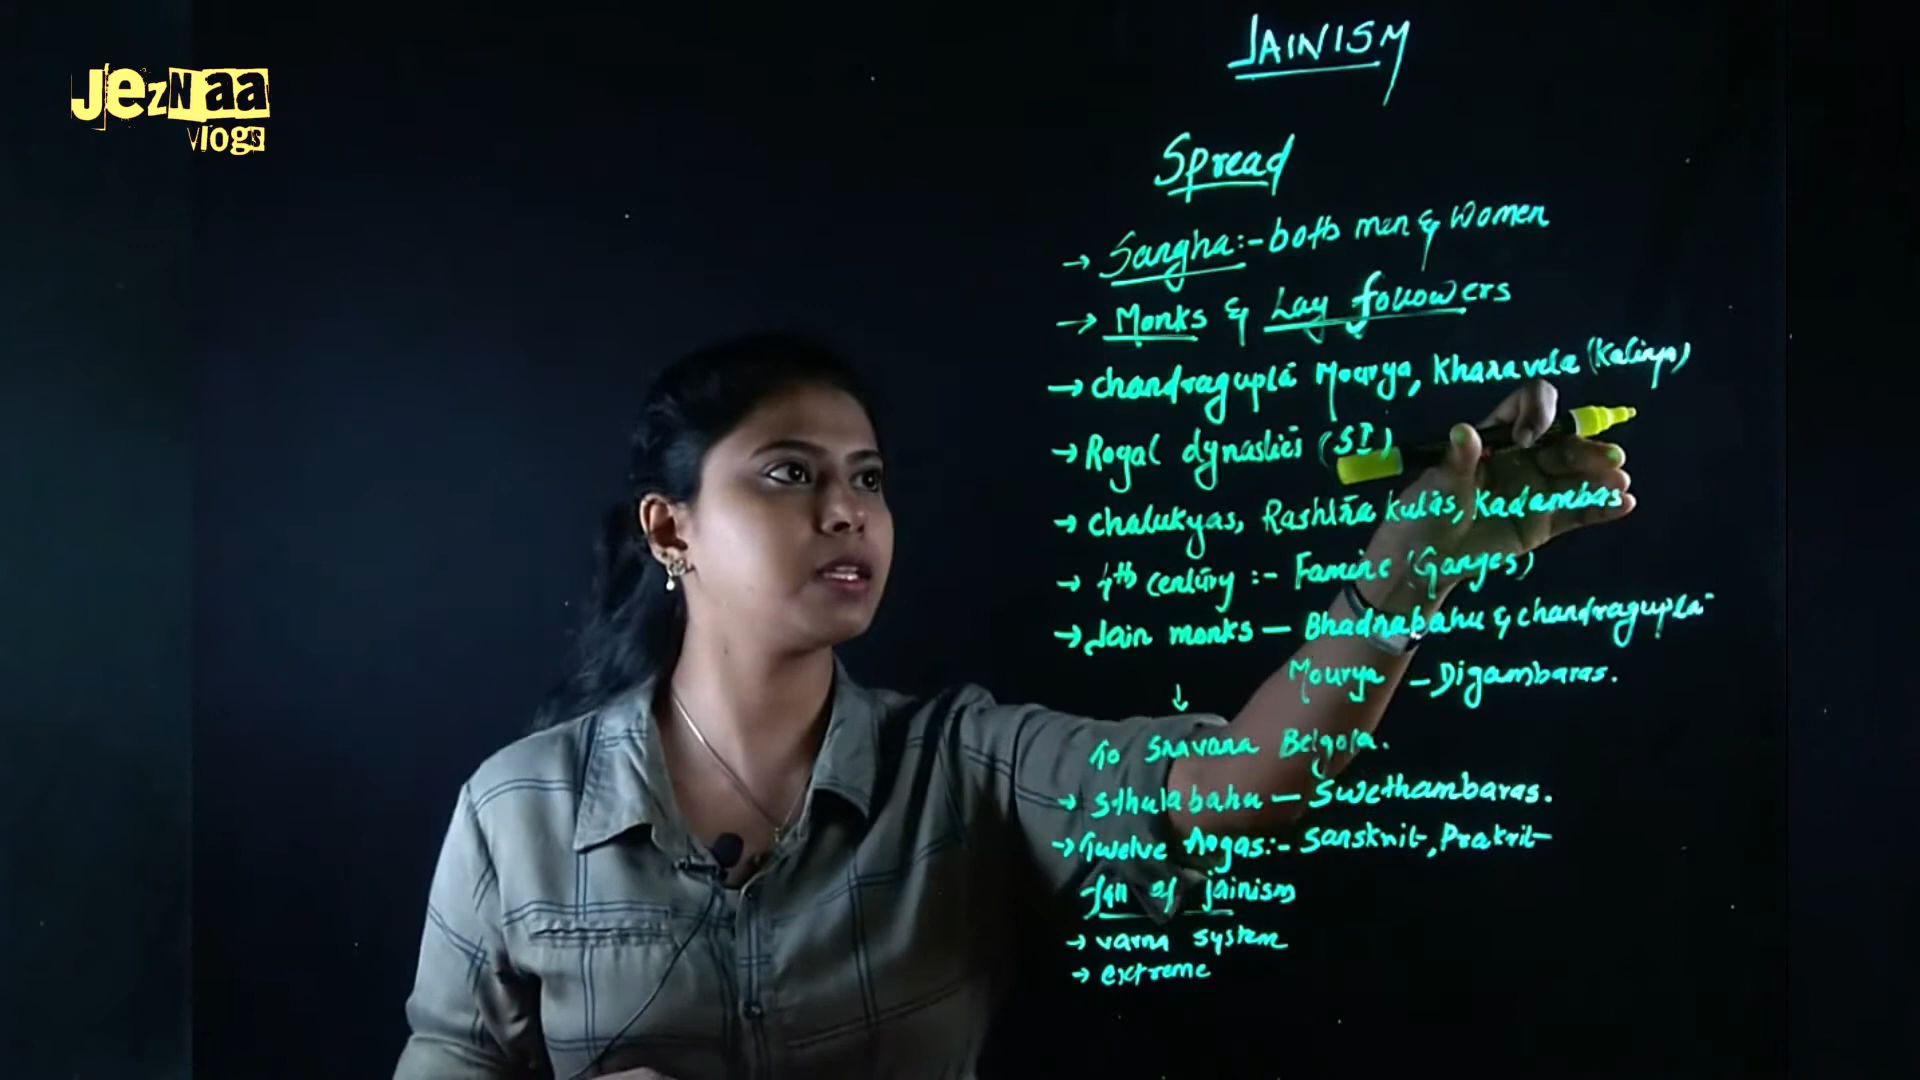 JEZNAA
vlogs
JAINISM
Spread
→ Sangha:- both men & women
→ Monks & Lay followers
→ Chandragupta Mourya, Kharavela (Kalinga)
→ Royal dynasties (SI)
→ Chalukyas, Rashtra kutas, Kadambas
→ 4th century :- Famine (Ganges)
→ Jain monks — Bhadrabahu & Chandragupta
Mourya - Digambaras.
↓
To Sravana Belgola.
→ Sthulabahu — Swethambaras.
→ Twelve Angas:- Sanskrit, Prakrit
Fall of jainism
→ varna system
→ extreme